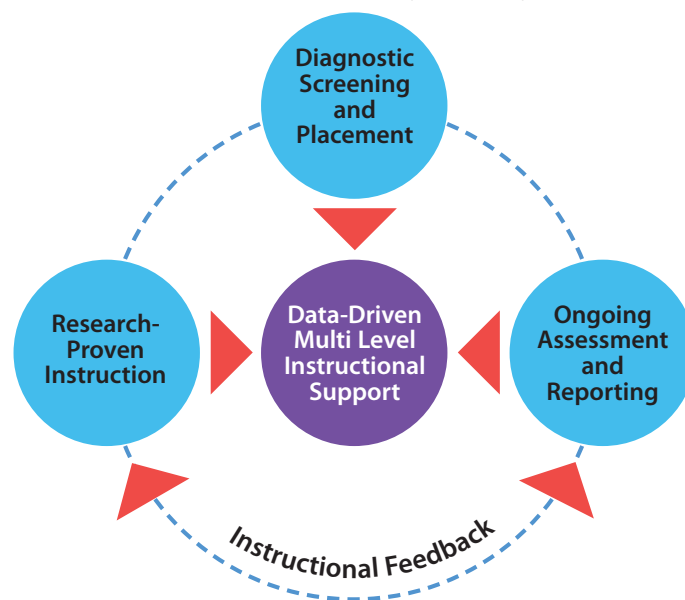 Diagnostic
Screening
and
Placement
Research-
Proven
Instruction
Data-Driven
Multi Level
Instructional
Support
Ongoing
Assessment
and
Reporting
Instructional Feedback